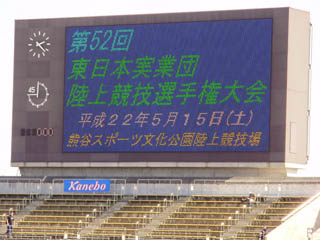 第52回
東日本実業団
陸上競技選手権大会
平成22年5月15日(土)
熊谷スポーツ文化公園陸上競技場
45
000
Kanebo